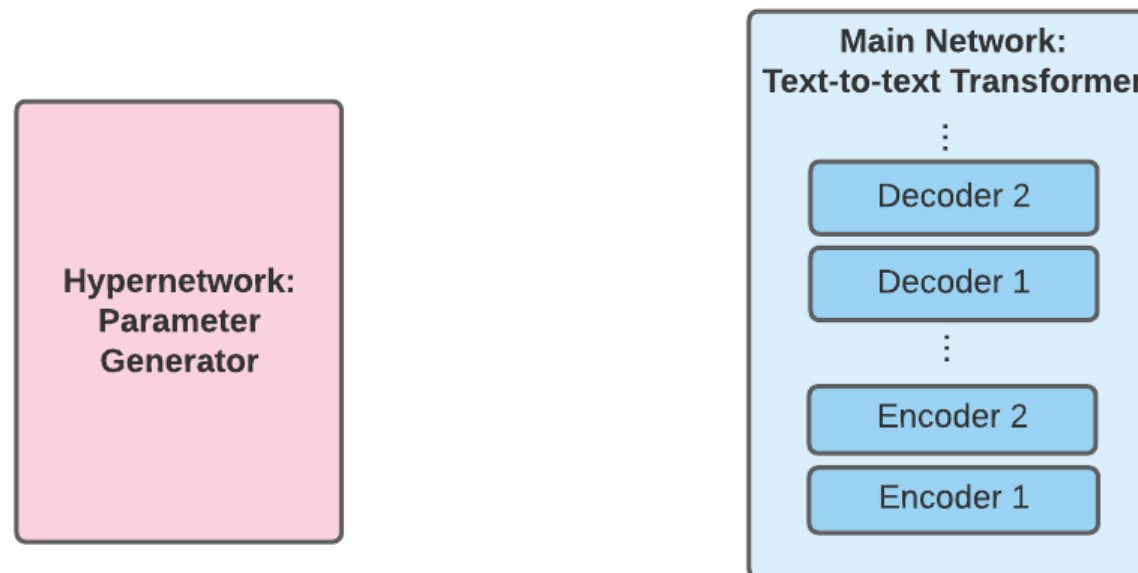 Hypernetwork:
Parameter
Generator
Main Network:
Text-to-text Transformer
⋮
Decoder 2
Decoder 1
⋮
Encoder 2
Encoder 1